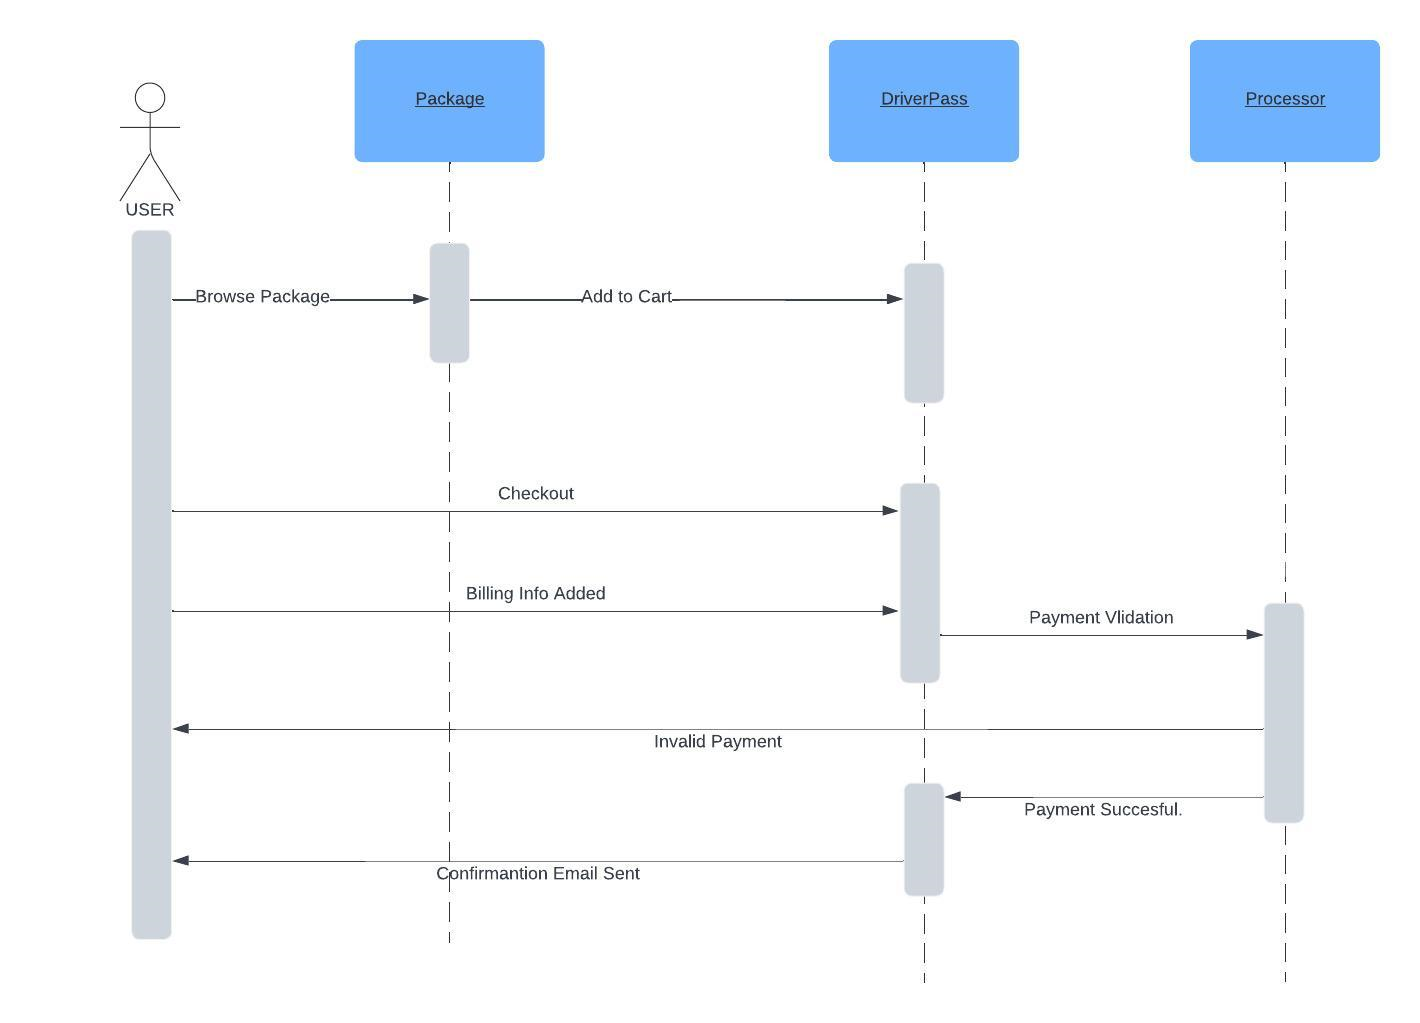 Package
DriverPass
Processor
USER
Browse Package
Add to Cart
Checkout
Billing Info Added
Payment Vlidation
Invalid Payment
Payment Succesful.
Confirmantion Email Sent